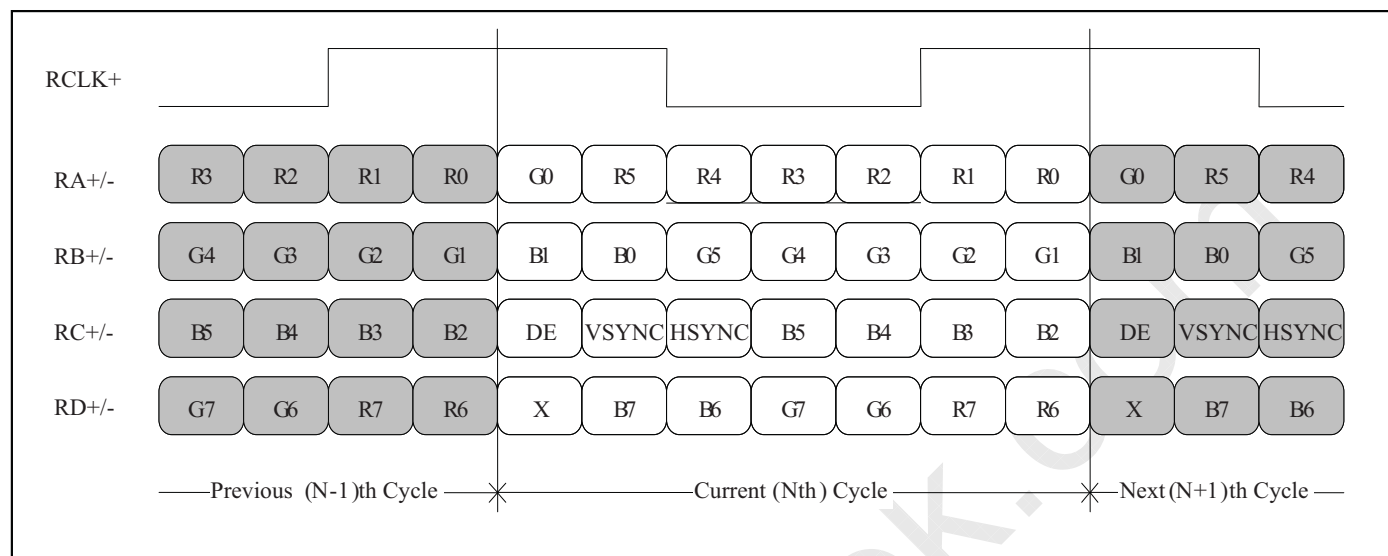 RCLK+
RA+/- R3 R2 R1 R0 G0 R5 R4 R3 R2 R1 R0 G0 R5 R4
RB+/- G4 G3 G2 G1 B1 B0 G5 G4 G3 G2 G1 B1 B0 G5
RC+/- B5 B4 B3 B2 DE VSYNC HSYNC B5 B4 B3 B2 DE VSYNC HSYNC
RD+/- G7 G6 R7 R6 X B7 B6 G7 G6 R7 R6 X B7 B6
Previous (N-1)th Cycle Current (Nth) Cycle Next (N+1)th Cycle